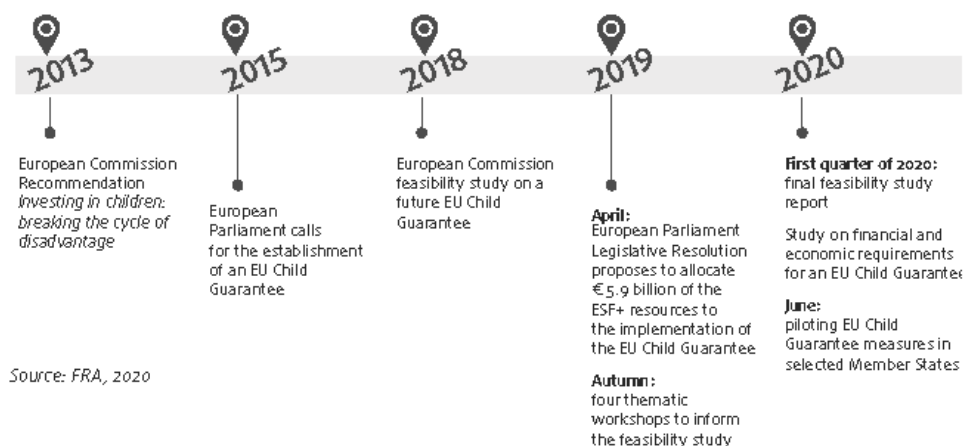 2013
European Commission
Recommendation
Investing in children:
breaking the cycle of
disadvantage
2015
European
Parliament calls
for the establishment
of an EU Child
Guarantee
2018
European Commission
feasibility study on a
future EU Child
Guarantee
2019
April:
European Parliament
Legislative Resolution
proposes to allocate
€5.9 billion of the
ESF+ resources to
the implementation of
the EU Child Guarantee
Autumn:
four thematic
workshops to inform
the feasibility study
2020
First quarter of 2020:
final feasibility study
report
Study on financial and
economic requirements
for an EU Child Guarantee
June:
piloting EU Child
Guarantee measures in
selected Member States
Source: FRA, 2020